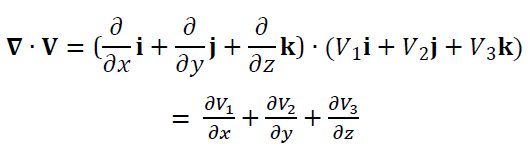 ∇ · V = (∂/∂x i + ∂/∂y j + ∂/∂z k) · (V₁i + V₂j + V₃k)
= ∂V₁/∂x + ∂V₂/∂y + ∂V₃/∂z